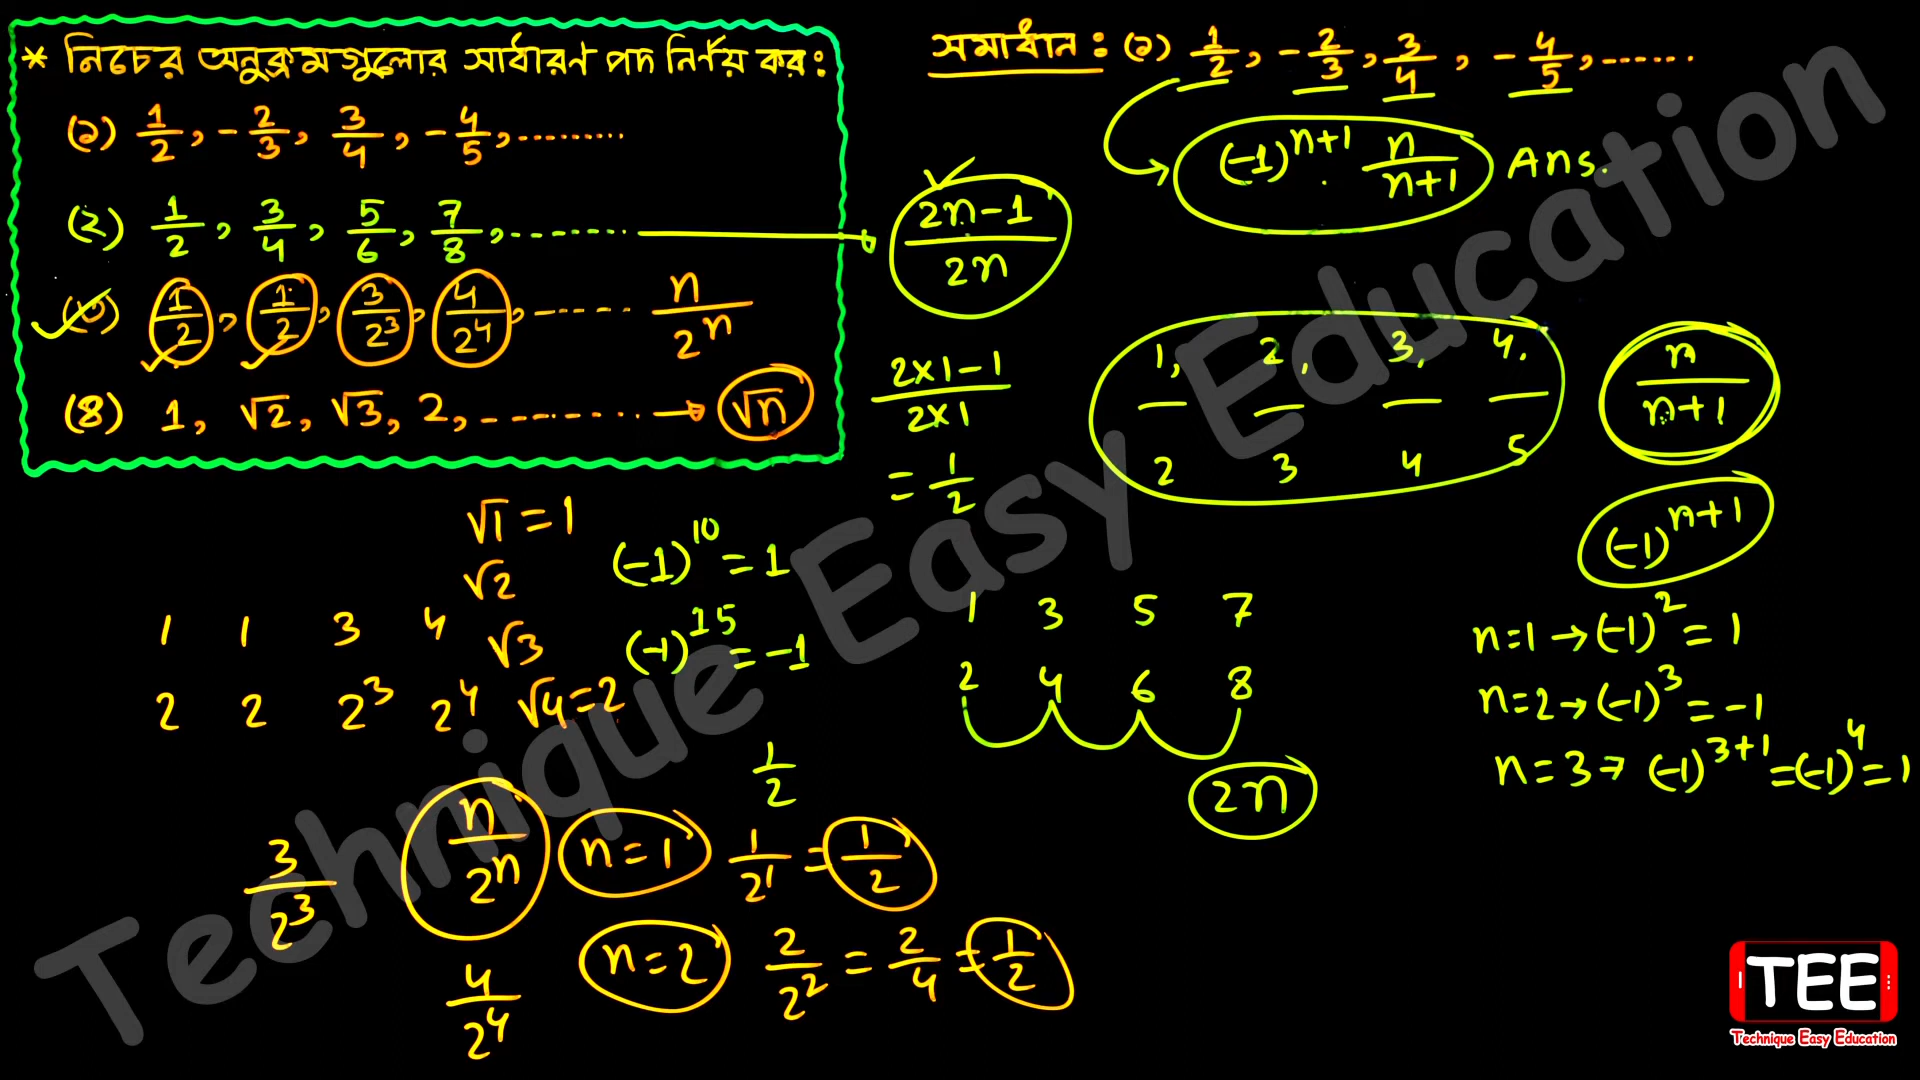 * নিচের অনুক্রমগুলোর সাধারণ পদ নির্ণয় কর:
(১) 1/2, -2/3, 3/4, -4/5, .........
(২) 1/2, 3/4, 5/6, 7/8, ........ → (2n-1)/(2n)
(৩) 1/2, 1/2, 3/2³, 4/2⁴, ...... n/2ⁿ
(৪) 1, √2, √3, 2, ......... → √n
সমাধান : (১) 1/2, -2/3, 3/4, -4/5, ......
(-1)ⁿ⁺¹ . n/(n+1) Ans.
(2×1-1)/(2×1)
= 1/2
1, 2, 3, 4.
2 3 4 5
n/(n+1)
(-1)ⁿ⁺¹
n=1 → (-1)² = 1
n=2 → (-1)³ = -1
n=3 → (-1)³⁺¹ = (-1)⁴ = 1
√1 = 1
√2
√3
√4 = 2
(-1)¹⁰ = 1
(-1)¹⁵ = -1
1 3 5 7
2 4 6 8
2n
1 1 3 4
2 2 2³ 2⁴
1/2
3/2³
n/2ⁿ
4/2⁴
n=1 1/2¹ = 1/2
n=2 2/2² = 2/4 = 1/2
Technique Easy Education
TEE
Technique Easy Education